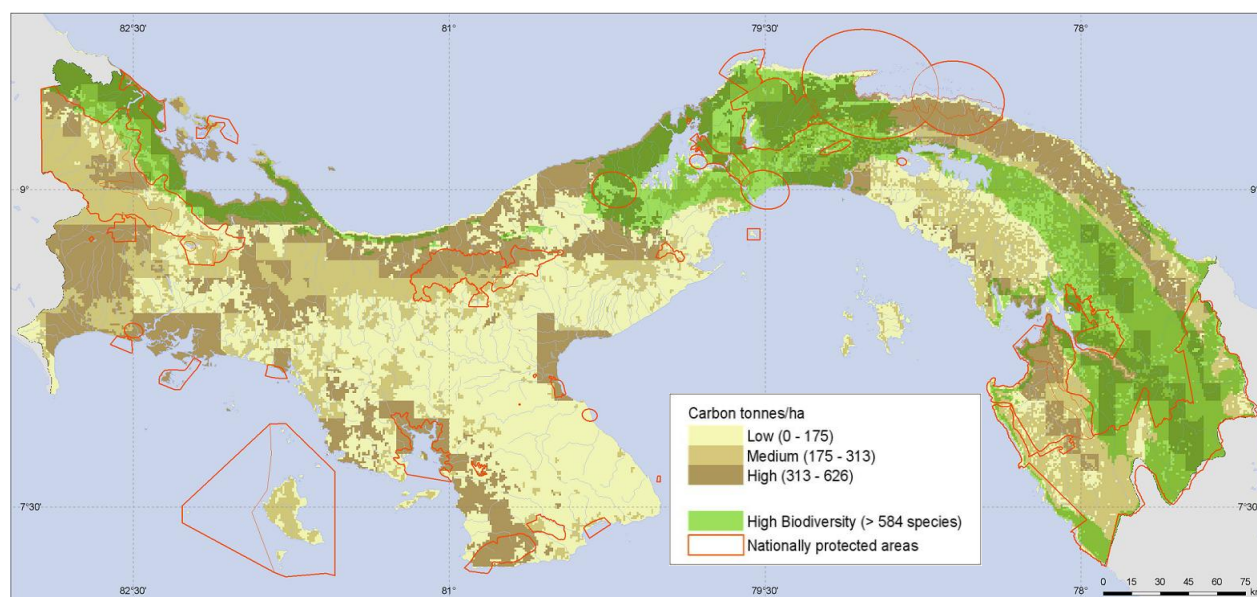 82°30' 81° 79°30' 78°
9° 9°
Carbon tonnes/ha
Low (0 - 175)
Medium (175 - 313)
High (313 - 626)
High Biodiversity (> 584 species)
Nationally protected areas
7°30' 7°30'
82°30' 81° 79°30' 78°
0 15 30 45 60 75